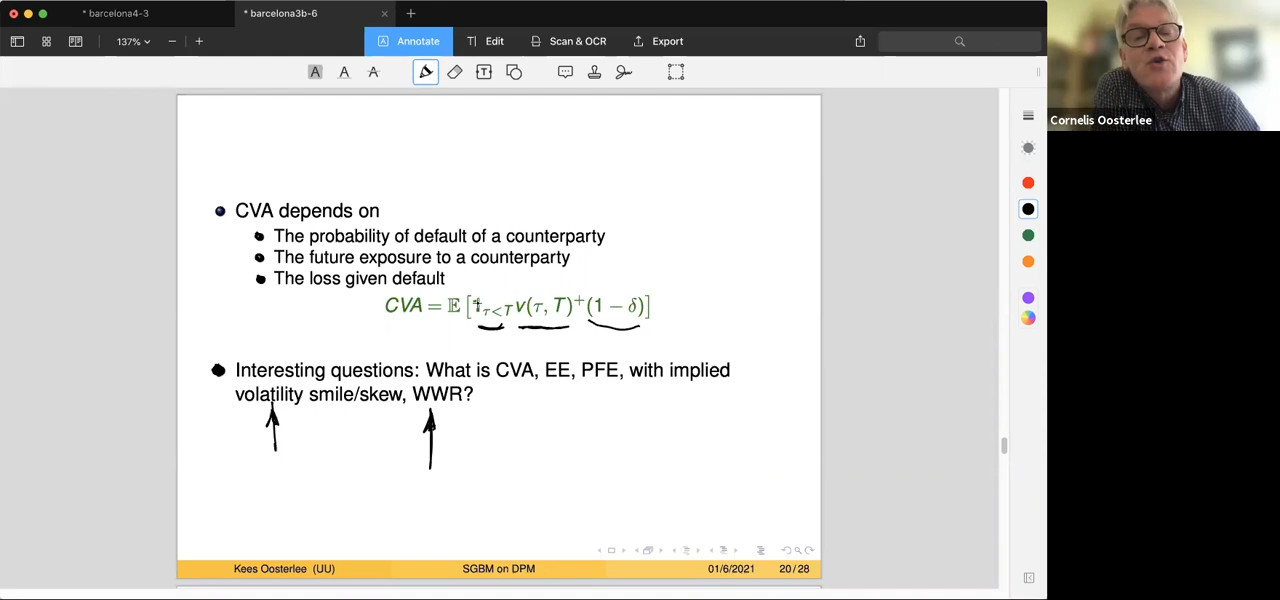 * barcelona4-3
* barcelona3b-6
137%
Annotate
Edit
Scan & OCR
Export
Cornelis Oosterlee
CVA depends on
The probability of default of a counterparty
The future exposure to a counterparty
The loss given default
CVA = 𝔼 [𝟙τ<T v(τ, T)⁺(1 − δ)]
Interesting questions: What is CVA, EE, PFE, with implied
volatility smile/skew, WWR?
Kees Oosterlee (UU) SGBM on DPM 01/6/2021 20 / 28